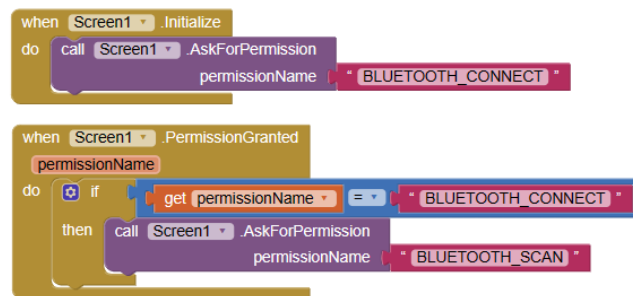 when Screen1 .Initialize
do call Screen1 .AskForPermission
permissionName " BLUETOOTH_CONNECT "
when Screen1 .PermissionGranted
permissionName
do if get permissionName = " BLUETOOTH_CONNECT "
then call Screen1 .AskForPermission
permissionName " BLUETOOTH_SCAN "